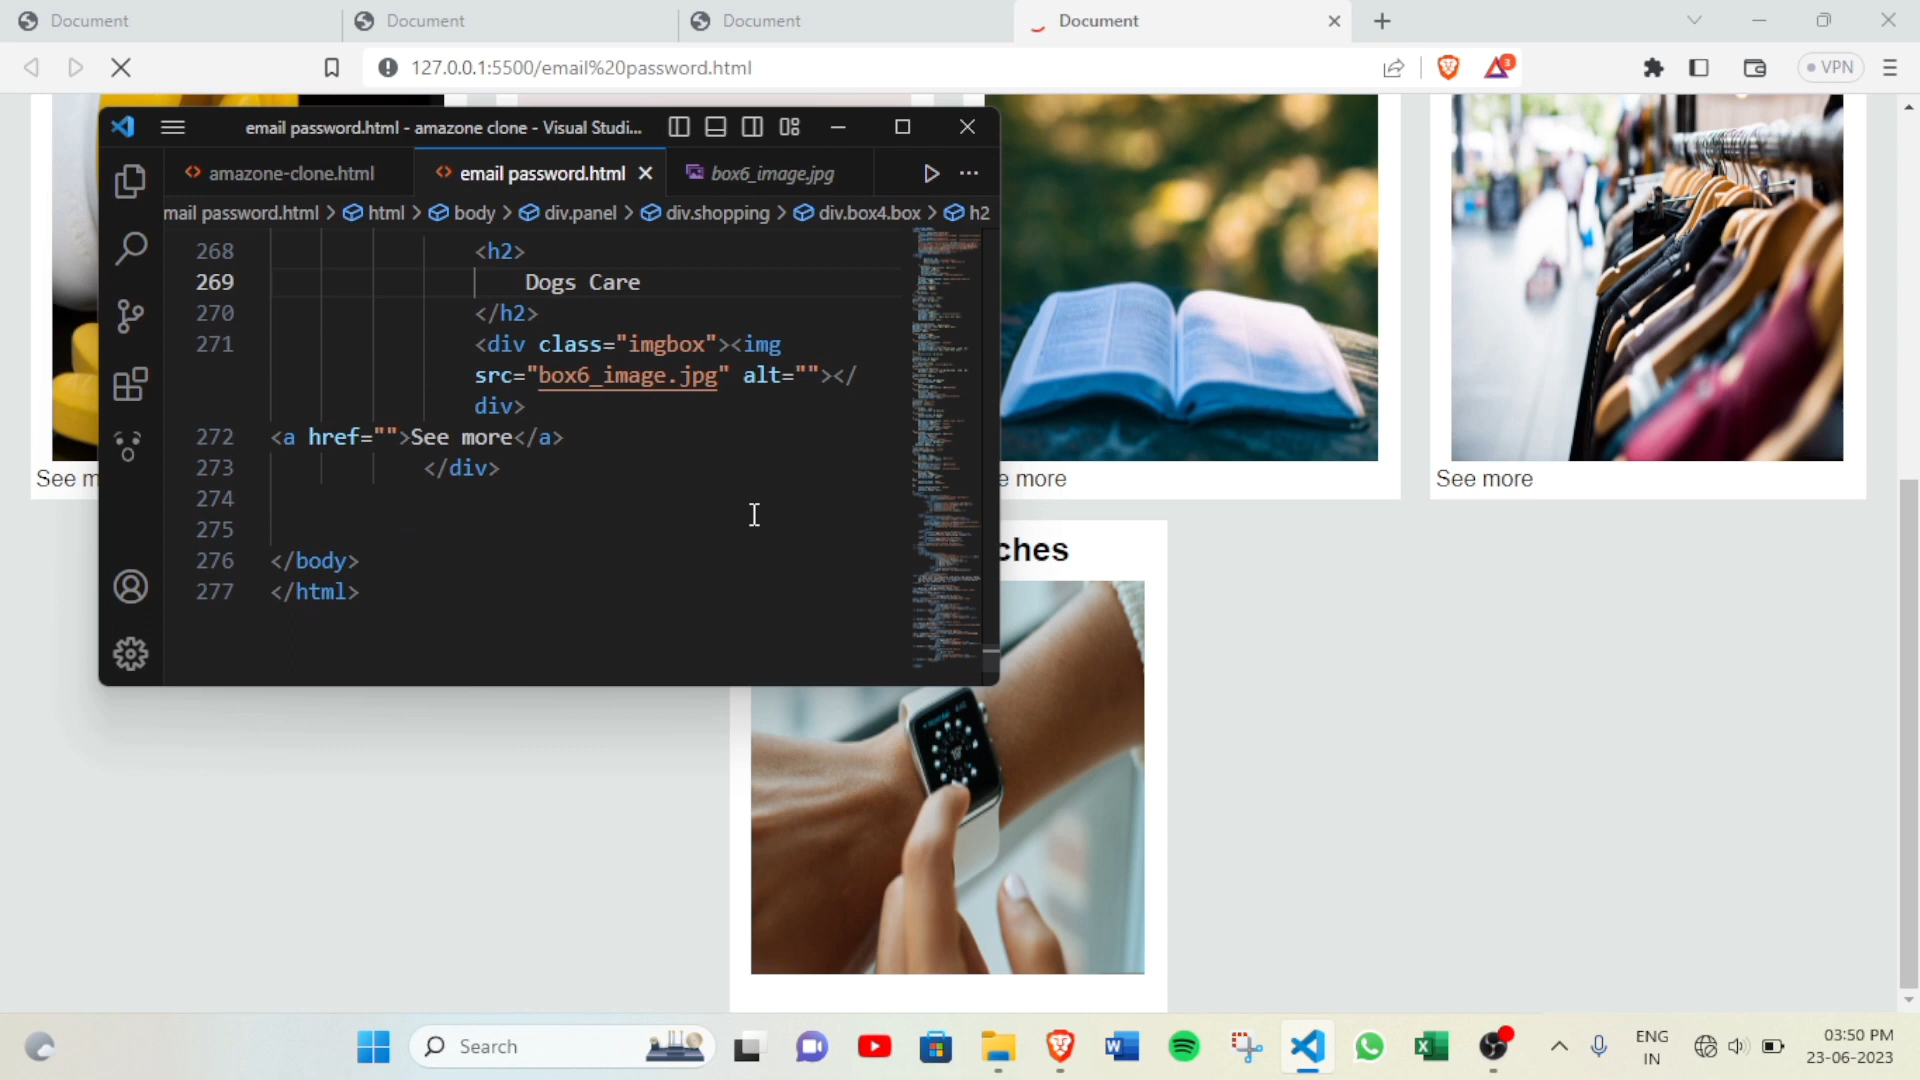 Document
Document
Document
Document
127.0.0.1:5500/email%20password.html
3
VPN
email password.html - amazone clone - Visual Studi...
amazone-clone.html
email password.html
box6_image.jpg
mail password.html > html > body > div.panel > div.shopping > div.box4.box > h2
268 <h2>
269 Dogs Care
270 </h2>
271 <div class="imgbox"><img
src="box6_image.jpg" alt=""></
div>
272 <a href="">See more</a>
273 </div>
274
275
276 </body>
277 </html>
See m
e more
See more
ches
Search
ENG
IN
03:50 PM
23-06-2023